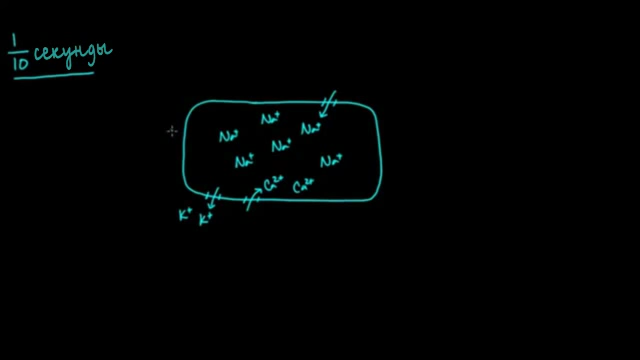 1/10 секунды
Na⁺
Na⁺ Na⁺
Na⁺
Na⁺ Na⁺
Ca²⁺ Ca²⁺
K⁺ K⁺